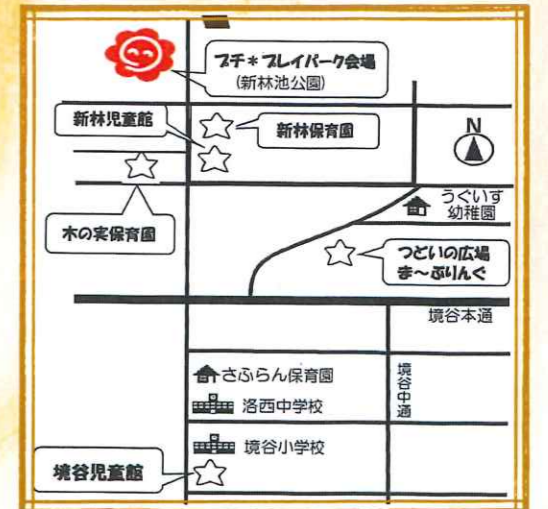 プチ＊プレイパーク会場
(新林池公園)
新林児童館
新林保育園
N
木の実保育園
うぐいす
幼稚園
つどいの広場
ま～ぶりんぐ
境谷本通
境谷中通
さふらん保育園
洛西中学校
境谷小学校
境谷児童館